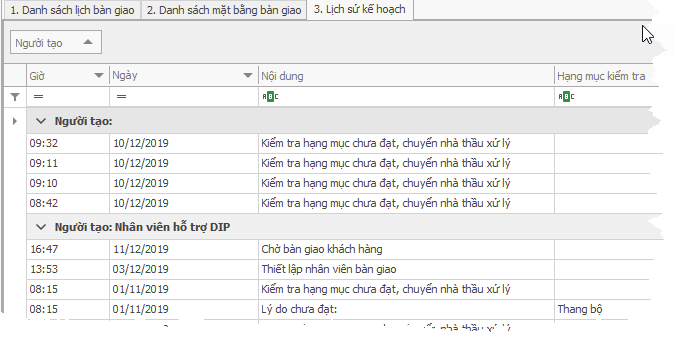 1. Danh sách lịch bàn giao 2. Danh sách mặt bằng bàn giao 3. Lịch sử kế hoạch
Người tạo
Giờ Ngày Nội dung Hạng mục kiểm tra
= = ABC ABC
Người tạo:
09:32 10/12/2019 Kiểm tra hạng mục chưa đạt, chuyển nhà thầu xử lý
09:11 10/12/2019 Kiểm tra hạng mục chưa đạt, chuyển nhà thầu xử lý
09:10 10/12/2019 Kiểm tra hạng mục chưa đạt, chuyển nhà thầu xử lý
08:42 10/12/2019 Kiểm tra hạng mục chưa đạt, chuyển nhà thầu xử lý
Người tạo: Nhân viên hỗ trợ DIP
16:47 11/12/2019 Chờ bàn giao khách hàng
13:53 03/12/2019 Thiết lập nhân viên bàn giao
08:15 01/11/2019 Kiểm tra hạng mục chưa đạt, chuyển nhà thầu xử lý
08:15 01/11/2019 Lý do chưa đạt: Thang bộ